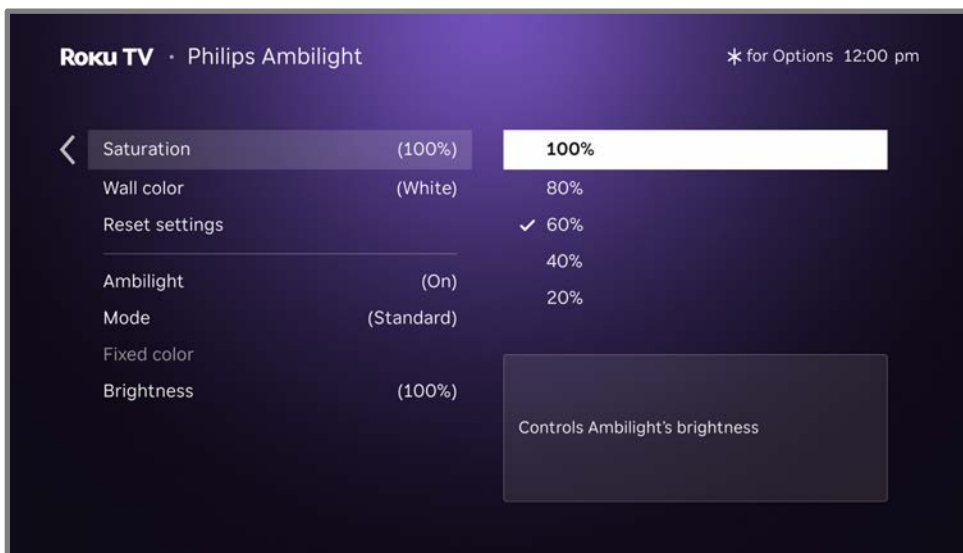 Roku TV · Philips Ambilight
* for Options 12:00 pm
Saturation (100%)
Wall color (White)
Reset settings
Ambilight (On)
Mode (Standard)
Fixed color
Brightness (100%)
100%
80%
✓ 60%
40%
20%
Controls Ambilight's brightness